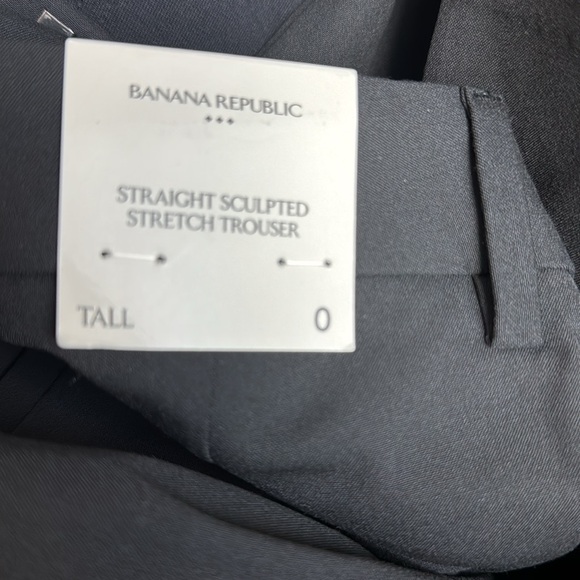 BANANA REPUBLIC
STRAIGHT SCULPTED
STRETCH TROUSER
TALL 0